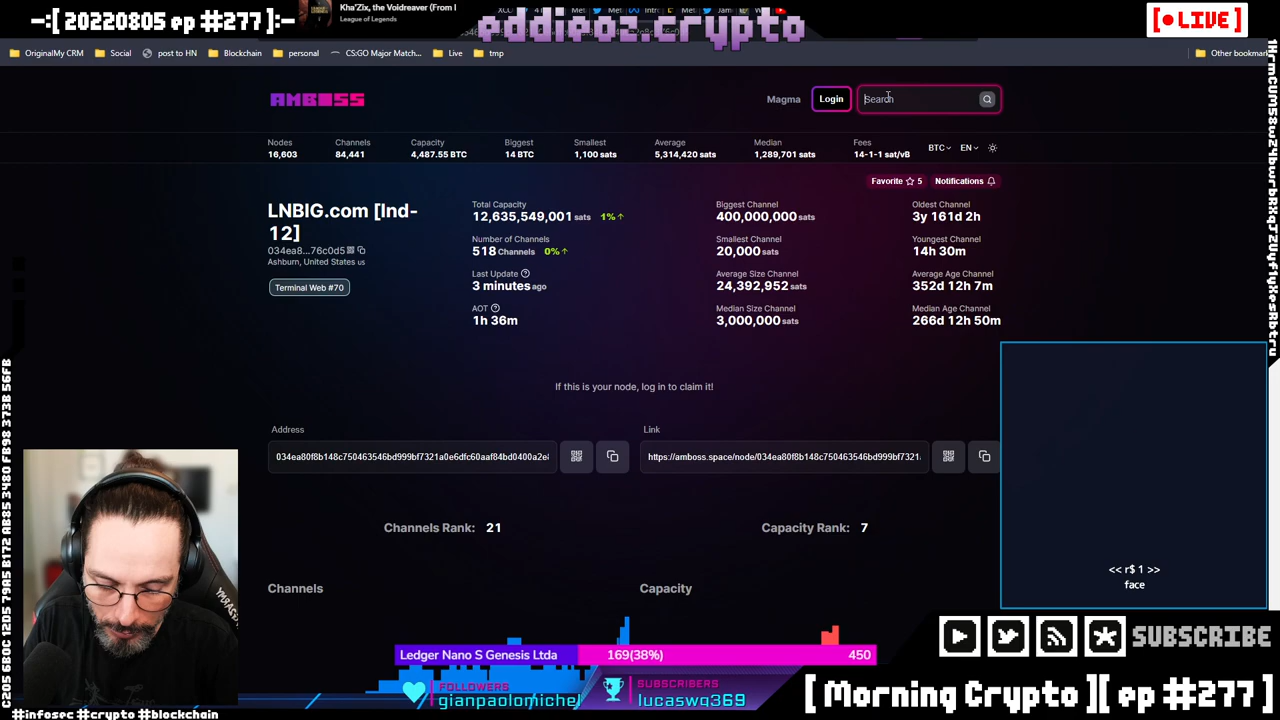 -:[ 20220805 ep #277 ]:-
Kha'Zix, the Voidreaver (From l
League of Legends
eddieoz.crypto
[• LIVE]
OriginalMy CRM
Social
post to HN
Blockchain
personal
CS:GO Major Match...
Live
tmp
Other bookmar
AMBOSS
Magma
Login
Search
Nodes
16,603
Channels
84,441
Capacity
4,487.55 BTC
Biggest
14 BTC
Smallest
1,100 sats
Average
5,314,420 sats
Median
1,289,701 sats
Fees
14-1-1 sat/vB
BTC
EN
Favorite 5
Notifications
LNBIG.com [lnd-
12]
034ea8...76c0d5
Ashburn, United States US
Terminal Web #70
Total Capacity
12,635,549,001 sats 1% ↑
Number of Channels
518 Channels 0% ↑
Last Update
3 minutes ago
AOT
1h 36m
Biggest Channel
400,000,000 sats
Smallest Channel
20,000 sats
Average Size Channel
24,392,952 sats
Median Size Channel
3,000,000 sats
Oldest Channel
3y 161d 2h
Youngest Channel
14h 30m
Average Age Channel
352d 12h 7m
Median Age Channel
266d 12h 50m
If this is your node, log in to claim it!
Address
034ea80f8b148c750463546bd999bf7321a0e6dfc60aaf84bd0400a2e8
Link
https://amboss.space/node/034ea80f8b148c750463546bd999bf7321
Channels Rank: 21
Capacity Rank: 7
Channels
Capacity
<< r$ 1 >>
face
Ledger Nano S Genesis Ltda
169(38%)
450
FOLLOWERS
gianpaolomichel
SUBSCRIBERS
lucaswg369
SUBSCRIBE
[ Morning Crypto ][ ep #277 ]
#infosec #crypto #blockchain